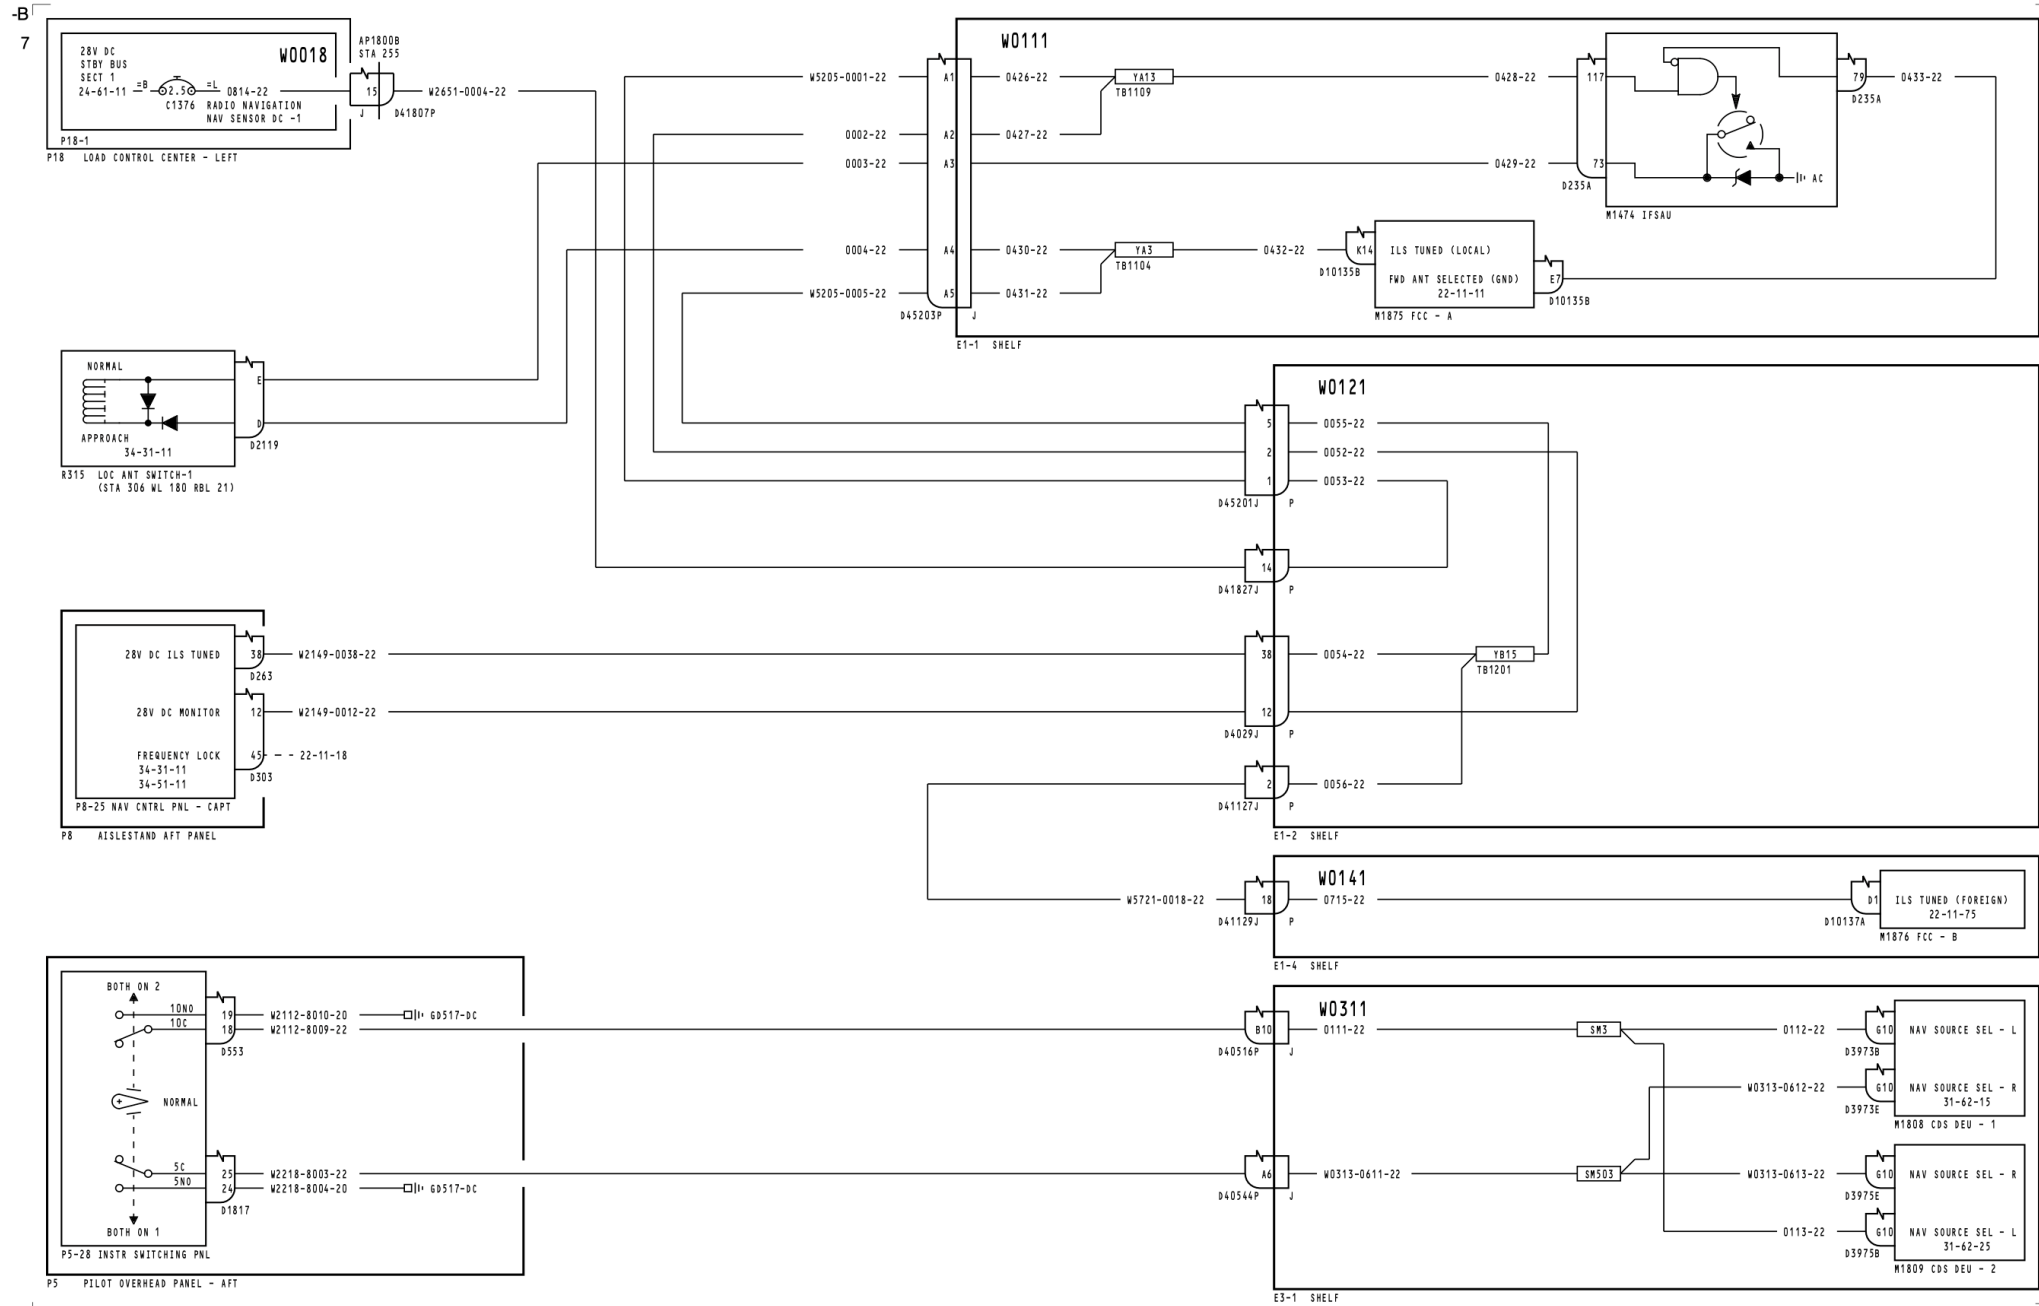 -B
7
28V DC
STBY BUS
SECT 1
24-61-11
=B
2.5
=L
C1376
0814-22
RADIO NAVIGATION
NAV SENSOR DC -1
W0018
P18-1
P18 LOAD CONTROL CENTER - LEFT
AP1800B
STA 255
15
J
D41807P
W2651-0004-22
W0111
W5205-0001-22
A1
0426-22
YA13
TB1109
0428-22
117
79
0433-22
D235A
0002-22
A2
0427-22
0003-22
A3
0429-22
73
D235A
AC
M1474 IFSAU
0004-22
A4
0430-22
YA3
TB1104
0432-22
K14
D10135B
ILS TUNED (LOCAL)
FWD ANT SELECTED (GND)
22-11-11
E7
D10135B
M1875 FCC - A
W5205-0005-22
A5
0431-22
D45203P
J
E1-1 SHELF
NORMAL
E
D
APPROACH
34-31-11
D2119
R315 LOC ANT SWITCH-1
(STA 306 WL 180 RBL 21)
W0121
5
0055-22
2
0052-22
1
0053-22
D45201J
P
14
D41827J
P
28V DC ILS TUNED
38
D263
W2149-0038-22
38
0054-22
YB15
TB1201
28V DC MONITOR
12
W2149-0012-22
12
D4029J
P
FREQUENCY LOCK
34-31-11
34-51-11
45
22-11-18
D303
P8-25 NAV CNTRL PNL - CAPT
P8 AISLESTAND AFT PANEL
2
0056-22
D41127J
P
E1-2 SHELF
W0141
W5721-0018-22
18
0715-22
D41129J
P
D1
D10137A
ILS TUNED (FOREIGN)
22-11-75
M1876 FCC - B
E1-4 SHELF
BOTH ON 2
10NO
10C
19
18
D553
W2112-8010-20
GD517-DC
W2112-8009-22
NORMAL
5C
5NO
25
24
D1817
W2218-8003-22
W2218-8004-20
GD517-DC
BOTH ON 1
P5-28 INSTR SWITCHING PNL
P5 PILOT OVERHEAD PANEL - AFT
W0311
B10
0111-22
D40516P
J
SM3
0112-22
G10
NAV SOURCE SEL - L
D3973B
W0313-0612-22
G10
NAV SOURCE SEL - R
31-62-15
D3973E
M1808 CDS DEU - 1
A6
W0313-0611-22
D40544P
J
SM503
W0313-0613-22
G10
NAV SOURCE SEL - R
D3975E
0113-22
G10
NAV SOURCE SEL - L
31-62-25
D3975B
M1809 CDS DEU - 2
E3-1 SHELF